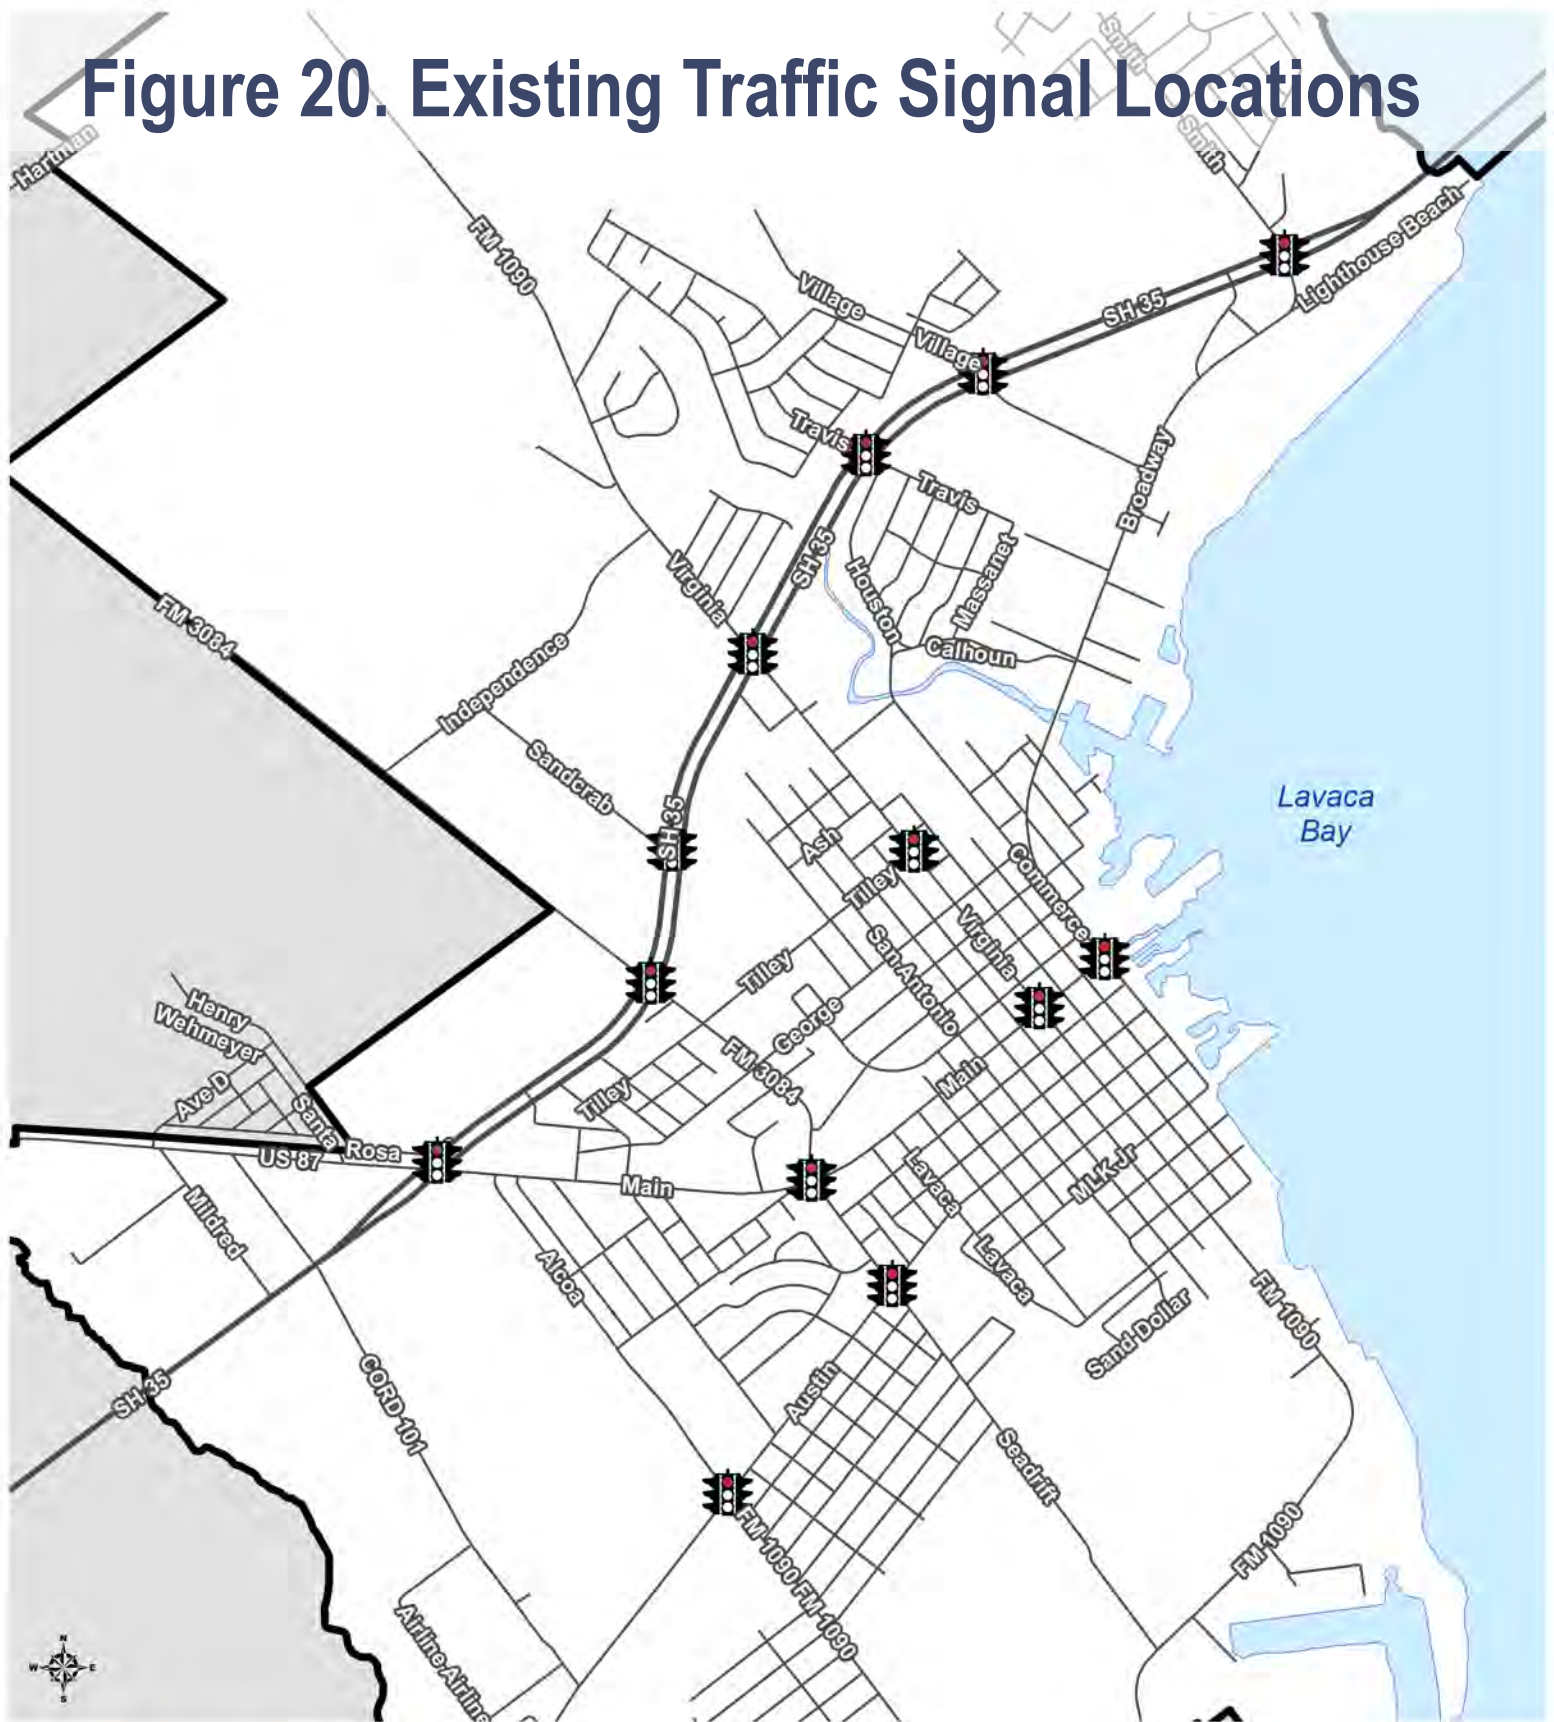 Figure 20. Existing Traffic Signal Locations
Smith
Hartman
Smith
FM 1090
Lighthouse Beach
Village
SH 35
Village
Travis
Broadway
Travis
SH 35
Massanet
Houston
Virginia
FM 3084
Calhoun
Independence
Sandcrab
SH 35
Lavaca
Bay
Ash
Tilley
Commerce
Virginia
San Antonio
Tilley
George
Henry
Wehmeyer
FM 3084
Main
Ave D
Tilley
Santa
Rosa
US 87
Main
Lavaca
MLK Jr
Mildred
Lavaca
Alcoa
FM 1090
Sand Dollar
SH 35
CORD 101
Austin
Seadrift
FM 1090
FM 1090
FM 1090
Airline
Airline
N
W
E
S